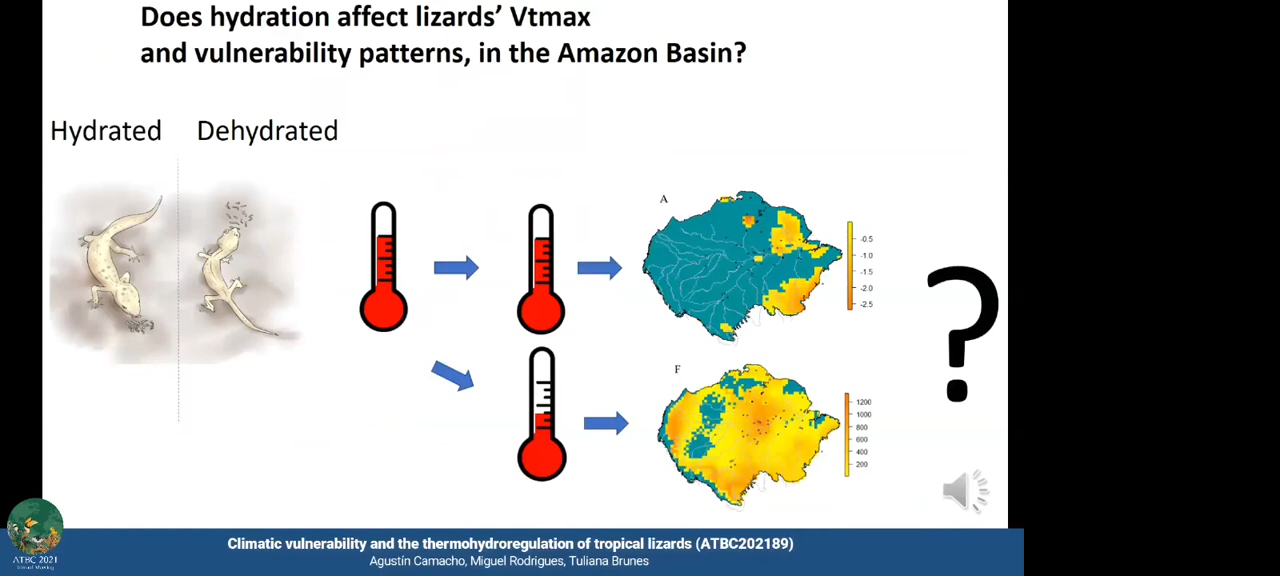 Does hydration affect lizards’ Vtmax
and vulnerability patterns, in the Amazon Basin?
Hydrated
Dehydrated
A
-0.5
-1.0
-1.5
-2.0
-2.5
?
F
1200
1000
800
600
400
200
ATBC 2021
Climatic vulnerability and the thermohydroregulation of tropical lizards (ATBC202189)
Agustín Camacho, Miguel Rodrigues, Tuliana Brunes